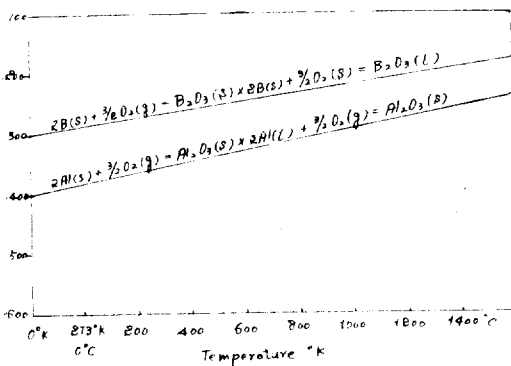 100
200
2B(S) + 3/2 O2(g) = B2O3(S) × 2B(S) + 3/2 O2(S) = B2O3(l)
300
2Al(S) + 3/2 O2(g) = Al2O3(S) × 2Al(l) + 3/2 O2(g) = Al2O3(S)
400
500
600
0°K 273°K 200 400 600 800 1000 1200 1400°C
0°C
Temperature °K